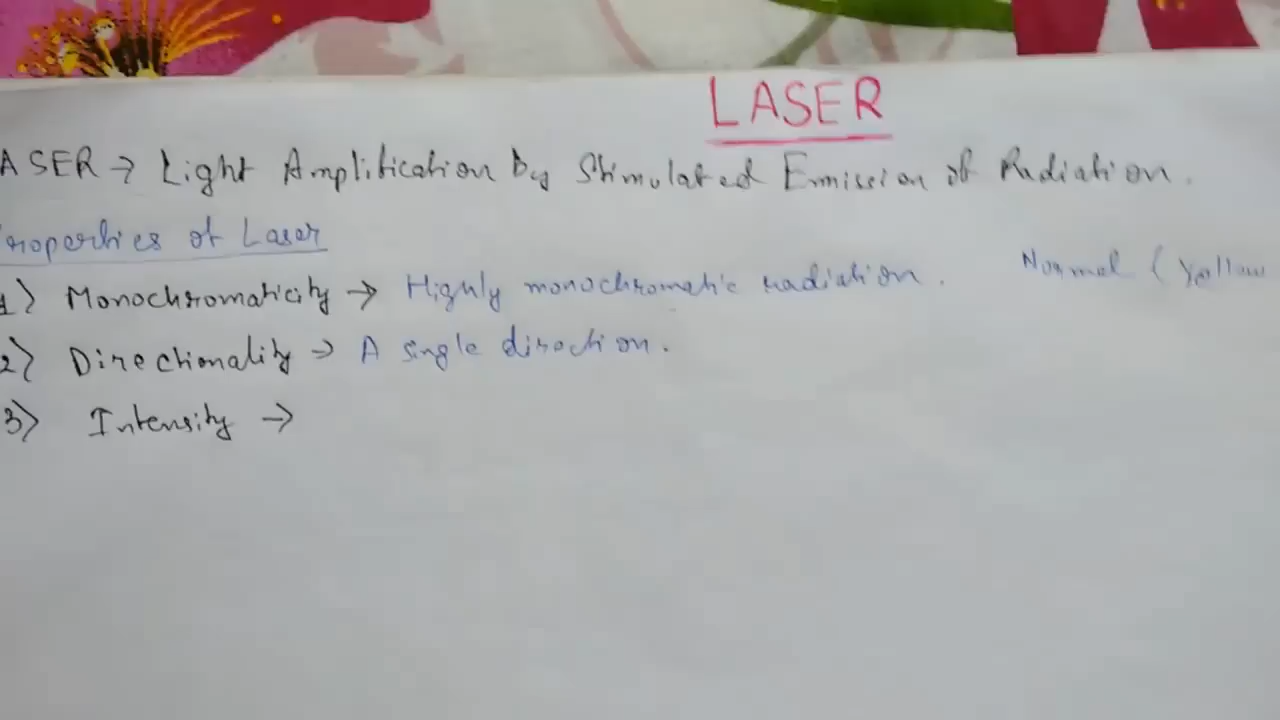 LASER
ASER → Light Amplification by Stimulated Emission of Radiation.
roperties of Laser
1) Monochromaticity → Highly monochromatic radiation. Normal (Yellow
2) Directionality → A single direction.
3) Intensity →